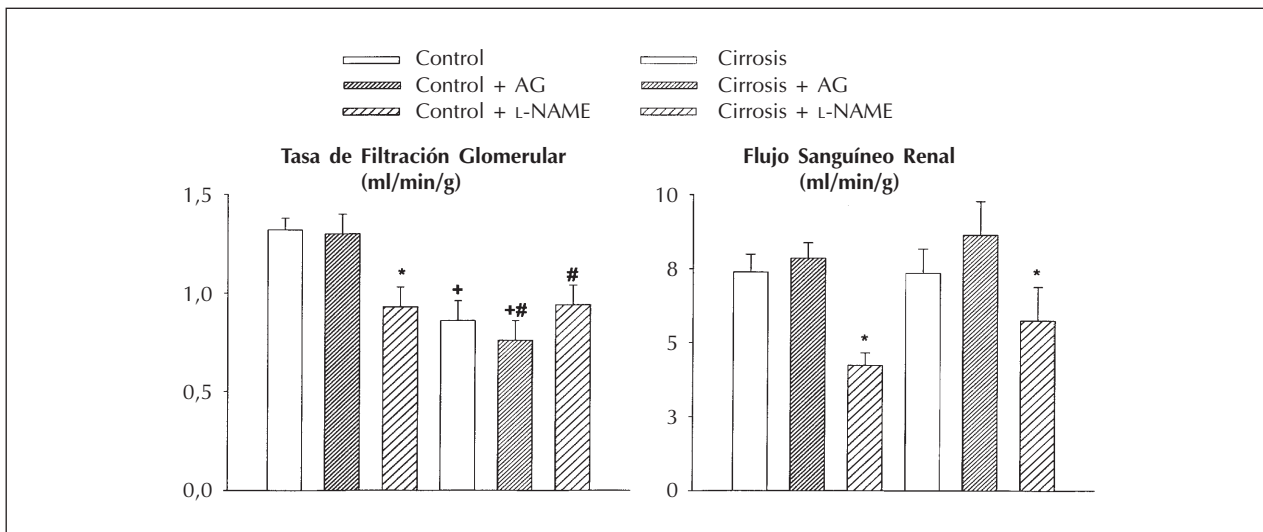 Control
Control + AG
Control + L-NAME
Cirrosis
Cirrosis + AG
Cirrosis + L-NAME
Tasa de Filtración Glomerular
(ml/min/g)
1,5
1,0
0,5
0,0
*
+
+#
#
Flujo Sanguíneo Renal
(ml/min/g)
10
8
5
3
0
*
*